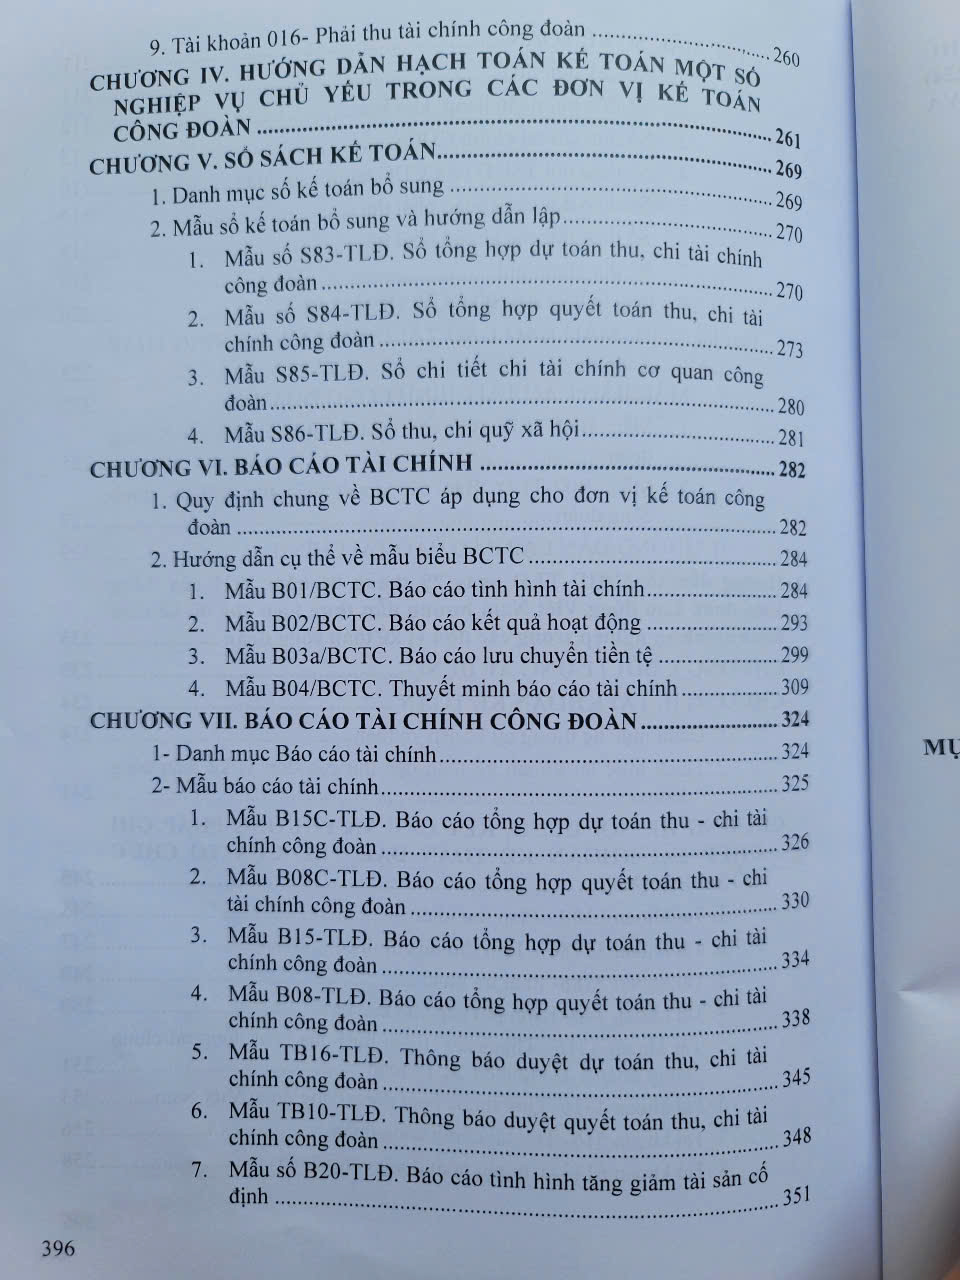 9. Tài khoản 016- Phải thu tài chính công đoàn ........ 260
CHƯƠNG IV. HƯỚNG DẪN HẠCH TOÁN KẾ TOÁN MỘT SỐ
NGHIỆP VỤ CHỦ YẾU TRONG CÁC ĐƠN VỊ KẾ TOÁN
CÔNG ĐOÀN ........ 261
CHƯƠNG V. SỔ SÁCH KẾ TOÁN ........ 269
1. Danh mục sổ kế toán bổ sung ........ 269
2. Mẫu sổ kế toán bổ sung và hướng dẫn lập ........ 270
1. Mẫu số S83-TLĐ. Sổ tổng hợp dự toán thu, chi tài chính
công đoàn ........ 270
2. Mẫu số S84-TLĐ. Sổ tổng hợp quyết toán thu, chi tài
chính công đoàn ........ 273
3. Mẫu S85-TLĐ. Sổ chi tiết chi tài chính cơ quan công
đoàn ........ 280
4. Mẫu S86-TLĐ. Sổ thu, chi quỹ xã hội ........ 281
CHƯƠNG VI. BÁO CÁO TÀI CHÍNH ........ 282
1. Quy định chung về BCTC áp dụng cho đơn vị kế toán công
đoàn ........ 282
2. Hướng dẫn cụ thể về mẫu biểu BCTC ........ 284
1. Mẫu B01/BCTC. Báo cáo tình hình tài chính ........ 284
2. Mẫu B02/BCTC. Báo cáo kết quả hoạt động ........ 293
3. Mẫu B03a/BCTC. Báo cáo lưu chuyển tiền tệ ........ 299
4. Mẫu B04/BCTC. Thuyết minh báo cáo tài chính ........ 309
CHƯƠNG VII. BÁO CÁO TÀI CHÍNH CÔNG ĐOÀN ........ 324
1- Danh mục Báo cáo tài chính ........ 324
2- Mẫu báo cáo tài chính ........ 325
1. Mẫu B15C-TLĐ. Báo cáo tổng hợp dự toán thu - chi tài
chính công đoàn ........ 326
2. Mẫu B08C-TLĐ. Báo cáo tổng hợp quyết toán thu - chi
tài chính công đoàn ........ 330
3. Mẫu B15-TLĐ. Báo cáo tổng hợp dự toán thu - chi tài
chính công đoàn ........ 334
4. Mẫu B08-TLĐ. Báo cáo tổng hợp quyết toán thu - chi tài
chính công đoàn ........ 338
5. Mẫu TB16-TLĐ. Thông báo duyệt dự toán thu, chi tài
chính công đoàn ........ 345
6. Mẫu TB10-TLĐ. Thông báo duyệt quyết toán thu, chi tài
chính công đoàn ........ 348
7. Mẫu số B20-TLĐ. Báo cáo tình hình tăng giảm tài sản cố
định ........ 351
396